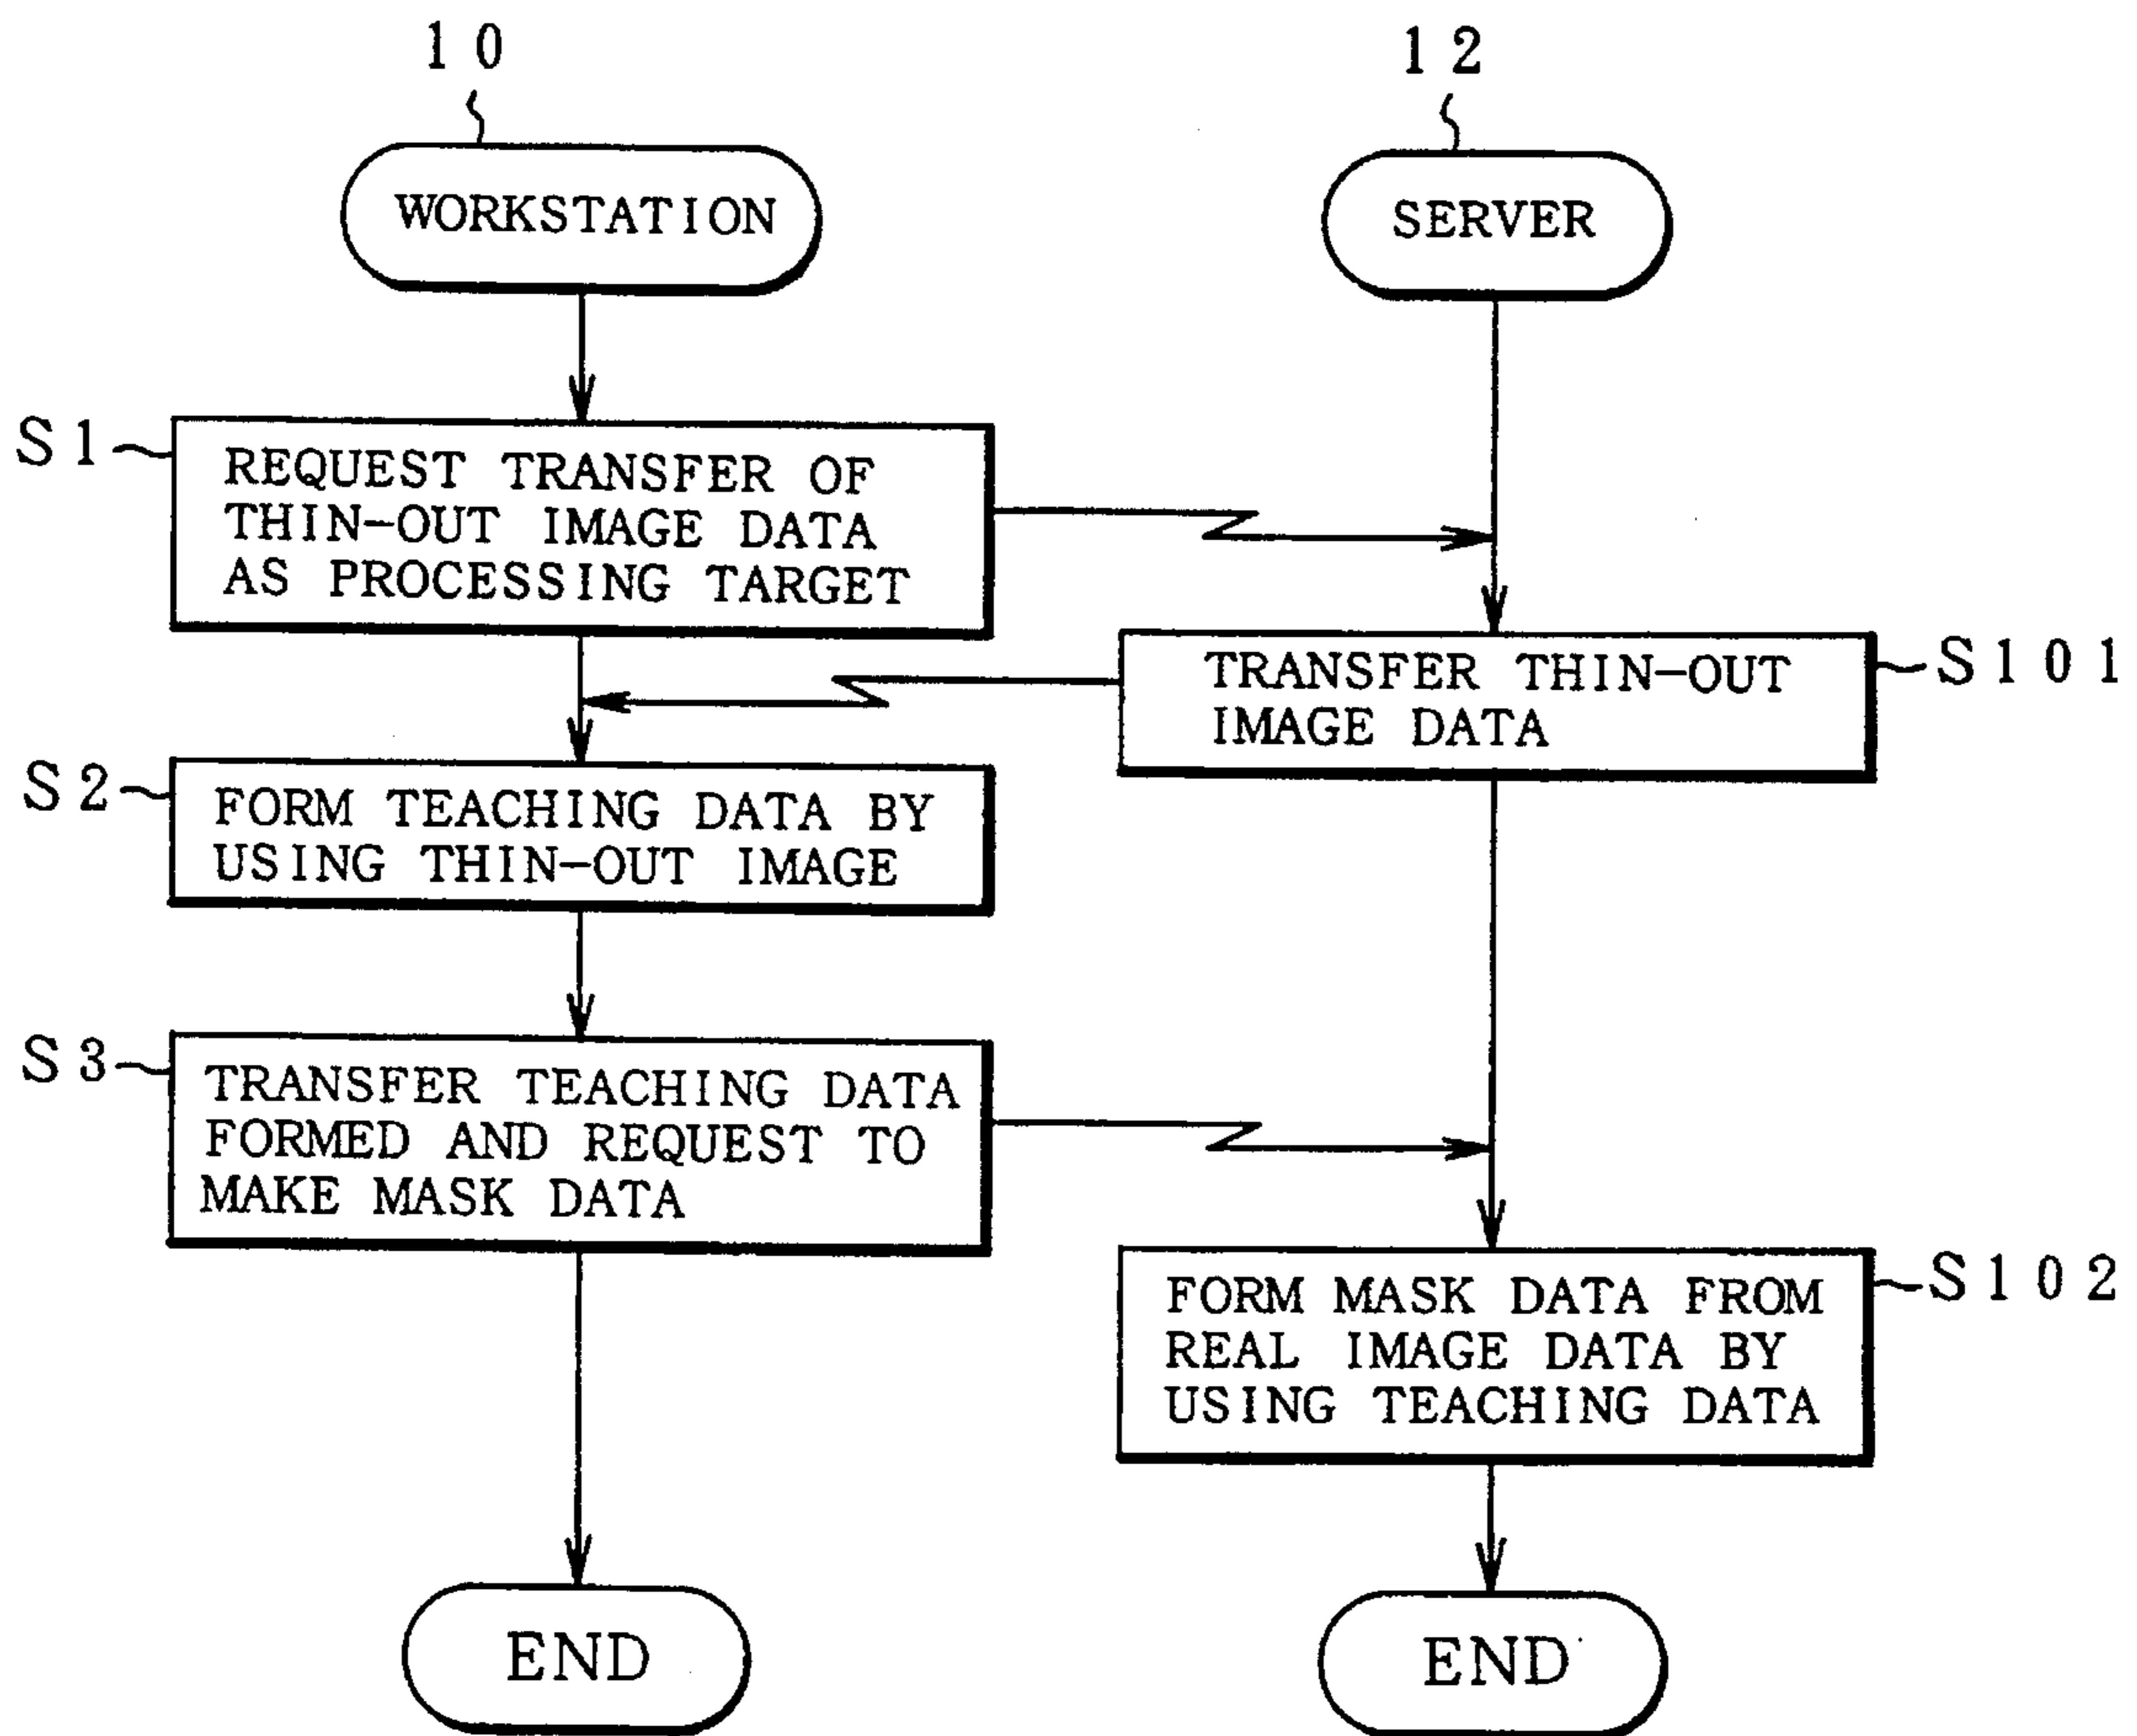 10
12
WORKSTATION
SERVER
S1
REQUEST TRANSFER OF
THIN-OUT IMAGE DATA
AS PROCESSING TARGET
TRANSFER THIN-OUT
IMAGE DATA
S101
S2
FORM TEACHING DATA BY
USING THIN-OUT IMAGE
S3
TRANSFER TEACHING DATA
FORMED AND REQUEST TO
MAKE MASK DATA
FORM MASK DATA FROM
REAL IMAGE DATA BY
USING TEACHING DATA
S102
END
END